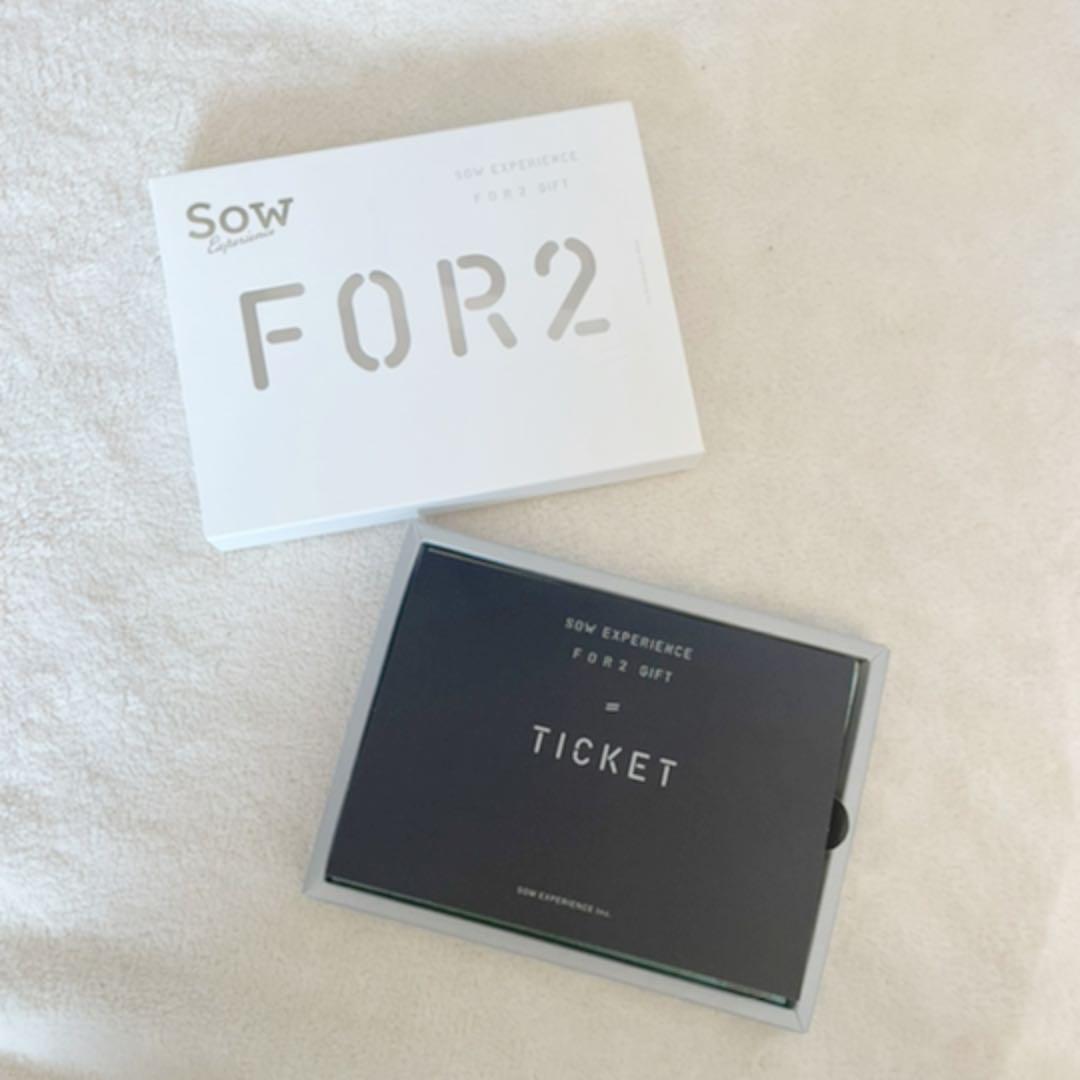 Sow
Experience
SOW EXPERIENCE
FOR2 GIFT
FOR2
SOW EXPERIENCE
FOR2 GIFT
=
TICKET
SOW EXPERIENCE Inc.